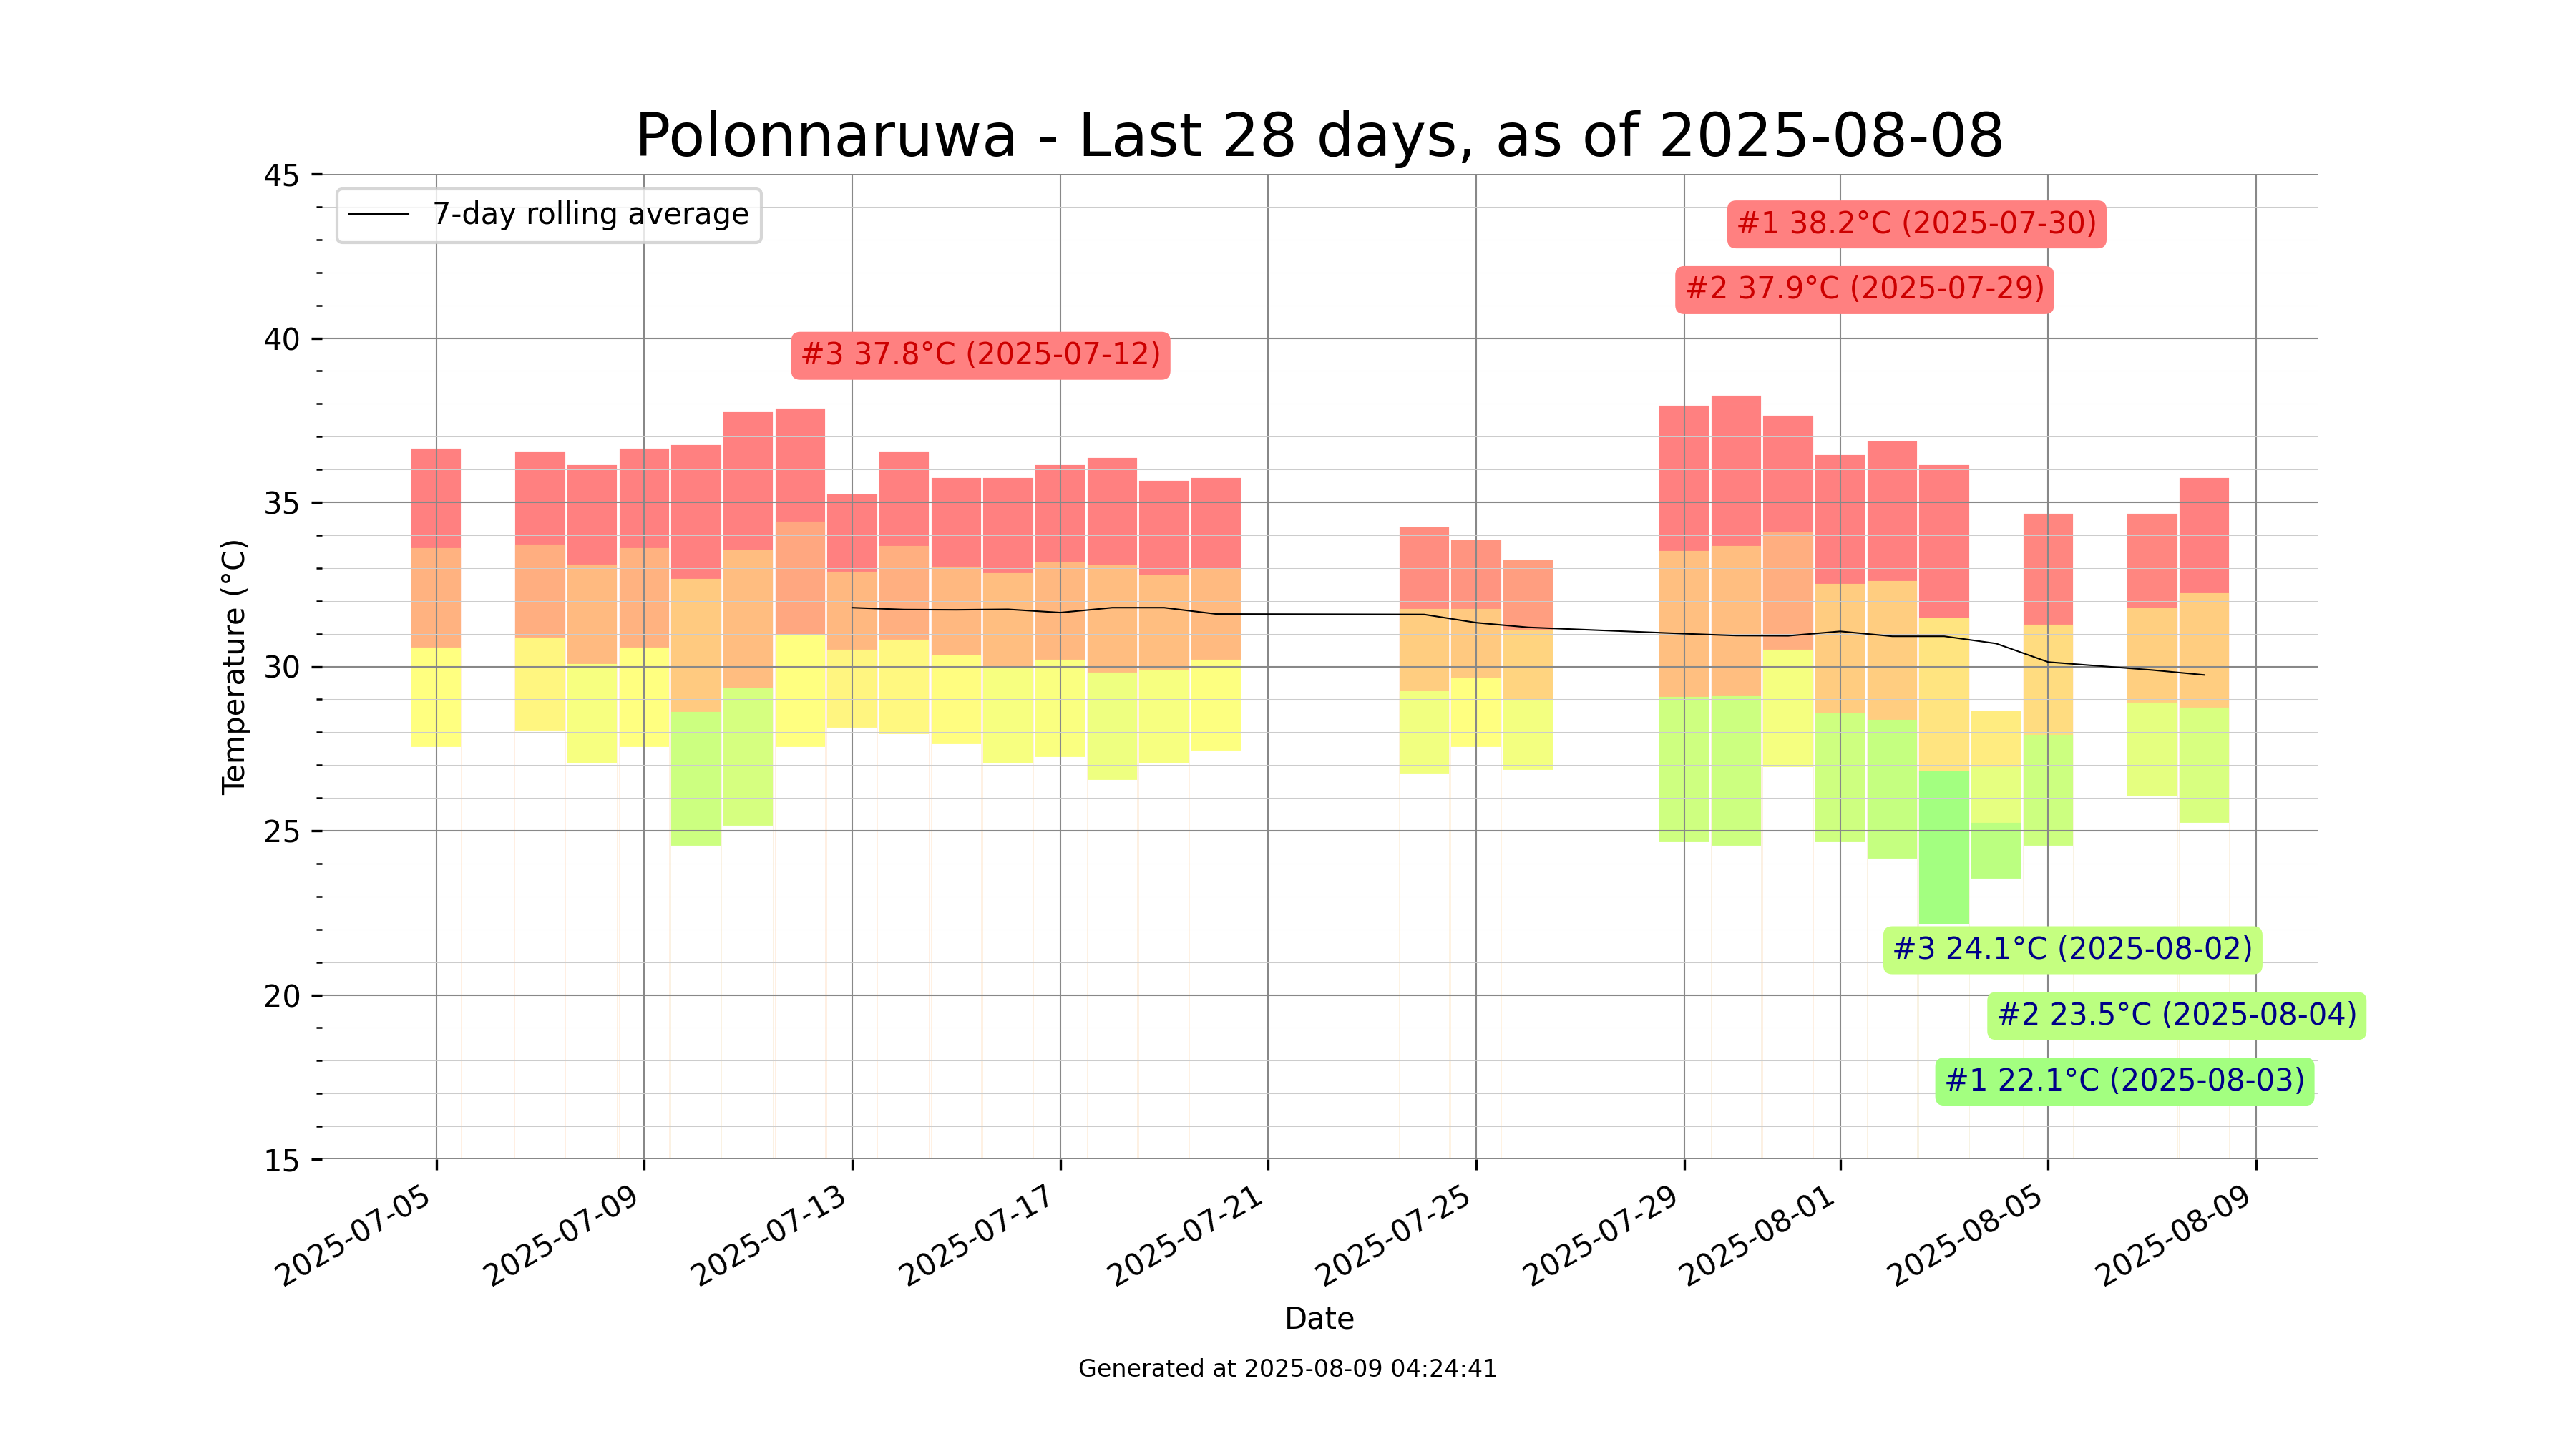 Polonnaruwa - Last 28 days, as of 2025-08-08
45
7-day rolling average
#1 38.2°C (2025-07-30)
#2 37.9°C (2025-07-29)
40
#3 37.8°C (2025-07-12)
35
Temperature (°C)
30
25
#3 24.1°C (2025-08-02)
20
#2 23.5°C (2025-08-04)
#1 22.1°C (2025-08-03)
15
2025-07-05
2025-07-09
2025-07-13
2025-07-17
2025-07-21
2025-07-25
2025-07-29
2025-08-01
2025-08-05
2025-08-09
Date
Generated at 2025-08-09 04:24:41